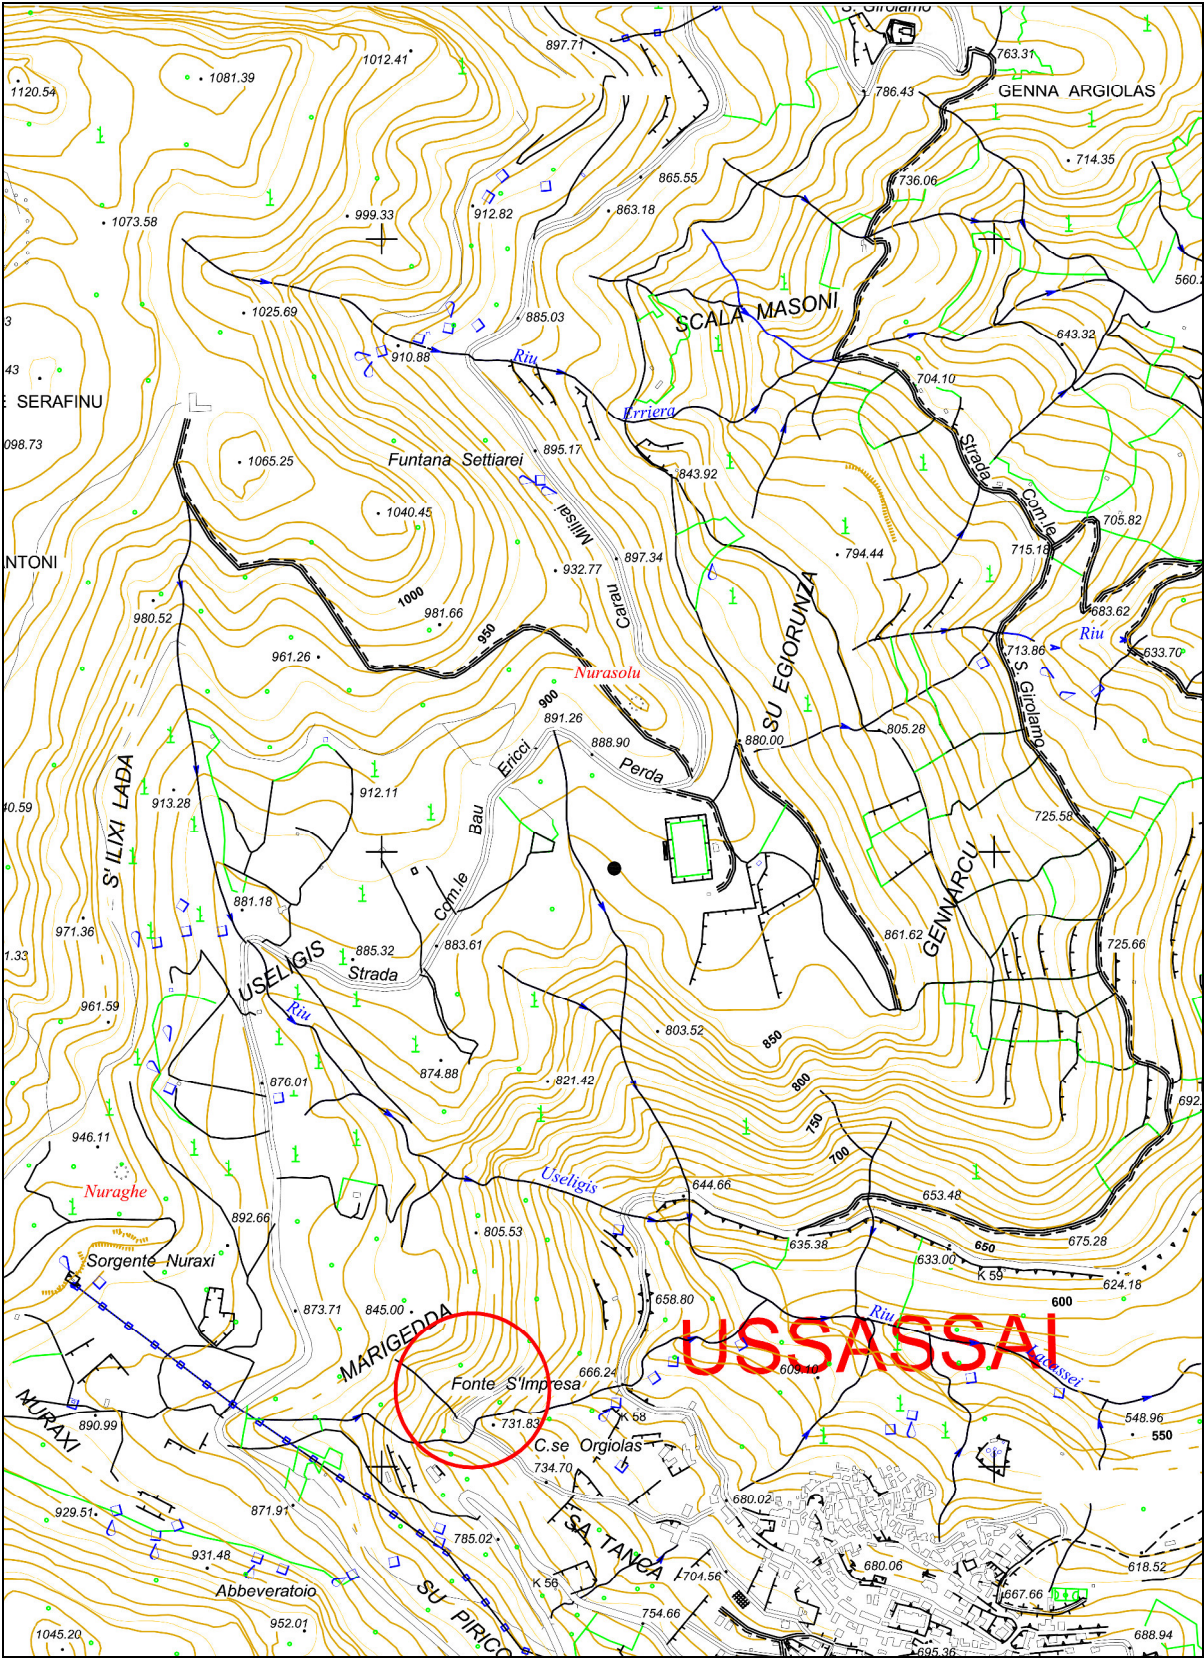 S. Girolamo
1012.41
897.71
763.31
1081.39
1120.54
786.43
GENNA ARGIOLAS
714.35
865.55
736.06
863.18
912.82
999.33
1073.58
560.2
1025.69
885.03
SCALA MASONI
643.32
3
910.88
Riu
43
704.10
E SERAFINU
Erriera
098.73
Strada
895.17
1065.25
Funtana Settiarei
843.92
Com.le
1040.45
Milisai
705.82
715.18
794.44
ANTONI
897.34
932.77
1000
Carau
981.66
980.52
683.62
SU EGIORUNZA
950
Riu
713.86
633.70
961.26
Nurasolu
S. Girolamo
900
891.26
805.28
880.00
888.90
Ericci
Perda
S' ILIXI LADA
912.11
913.28
40.59
Bau
725.58
GENNARCU
Com.le
881.18
971.36
861.62
883.61
725.66
1.33
885.32
USELIGIS
Strada
961.59
Riu
803.52
850
874.88
821.42
876.01
800
692.
750
946.11
700
Useligis
Nuraghe
644.66
653.48
892.66
805.53
675.28
635.38
650
633.00
Sorgente Nuraxi
K 59
624.18
658.80
600
873.71
845.00
Riu
MARIGEDDA
USSASSAI
Lacassei
666.24
609.10
Fonte S'Impresa
NURAXI
K 58
731.83
548.96
890.99
550
C.se Orgiolas
734.70
680.02
871.91
929.51
SA TANCA
785.02
931.48
680.06
618.52
704.56
K 56
Abbeveratoio
667.66
SU PIRICO
754.66
952.01
1045.20
688.94
695.36